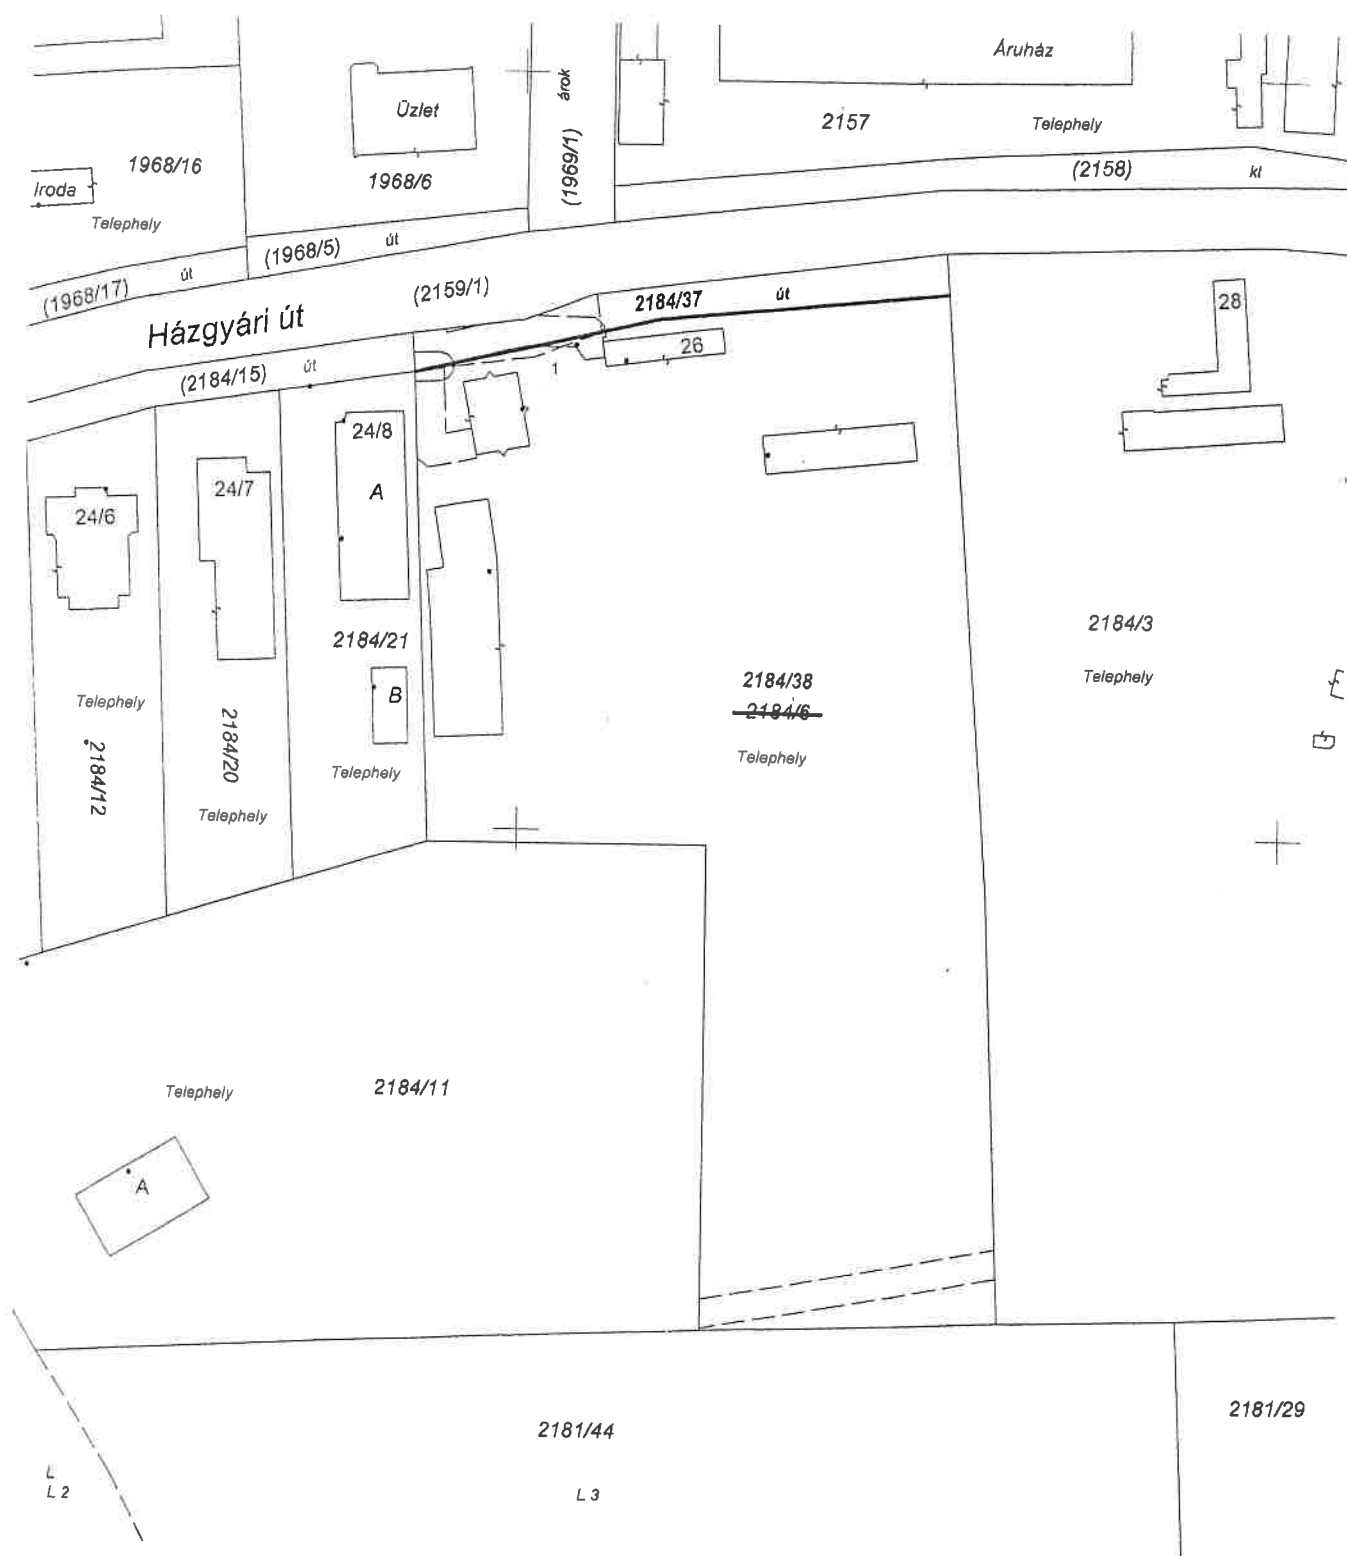 Áruház
árok
Üzlet
2157
Telephely
1968/16
Iroda
Telephely
1968/6
(1969/1)
(2158)
kl
(1968/5)
út
(1968/17)
út
(2159/1)
2184/37
út
Házgyári út
28
26
1
(2184/15)
út
24/8
A
24/7
24/6
2184/21
2184/3
Telephely
2184/38
2184/6
Telephely
B
Telephely
2184/12
2184/20
Telephely
Telephely
Telephely
2184/11
A
2181/44
2181/29
L
L 2
L 3